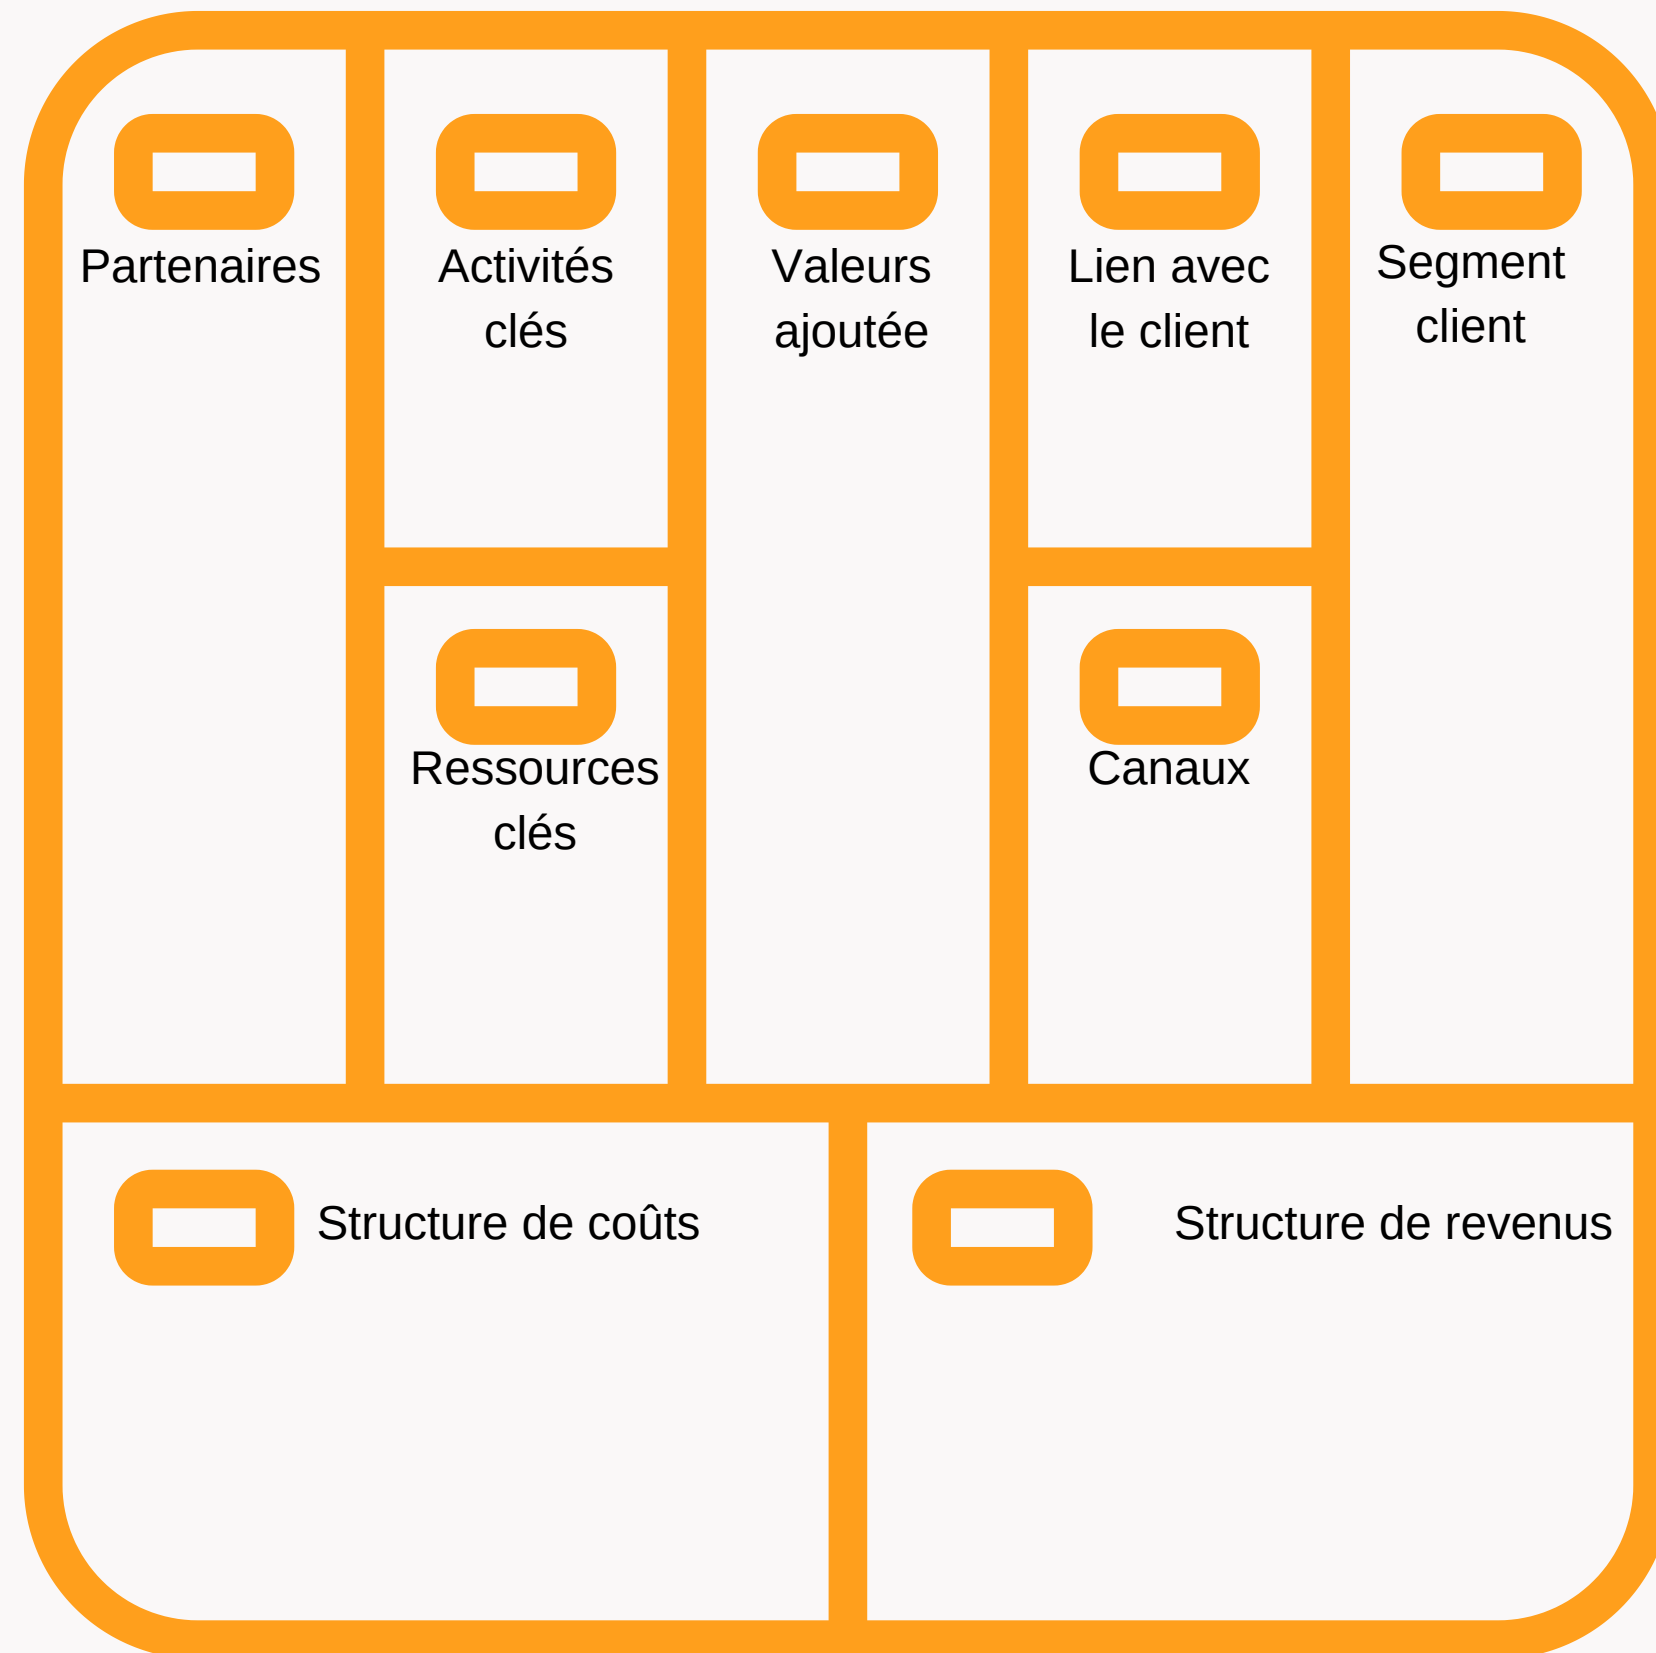 Partenaires
Activités
clés
Valeurs
ajoutée
Lien avec
le client
Segment
client
Ressources
clés
Canaux
Structure de coûts
Structure de revenus